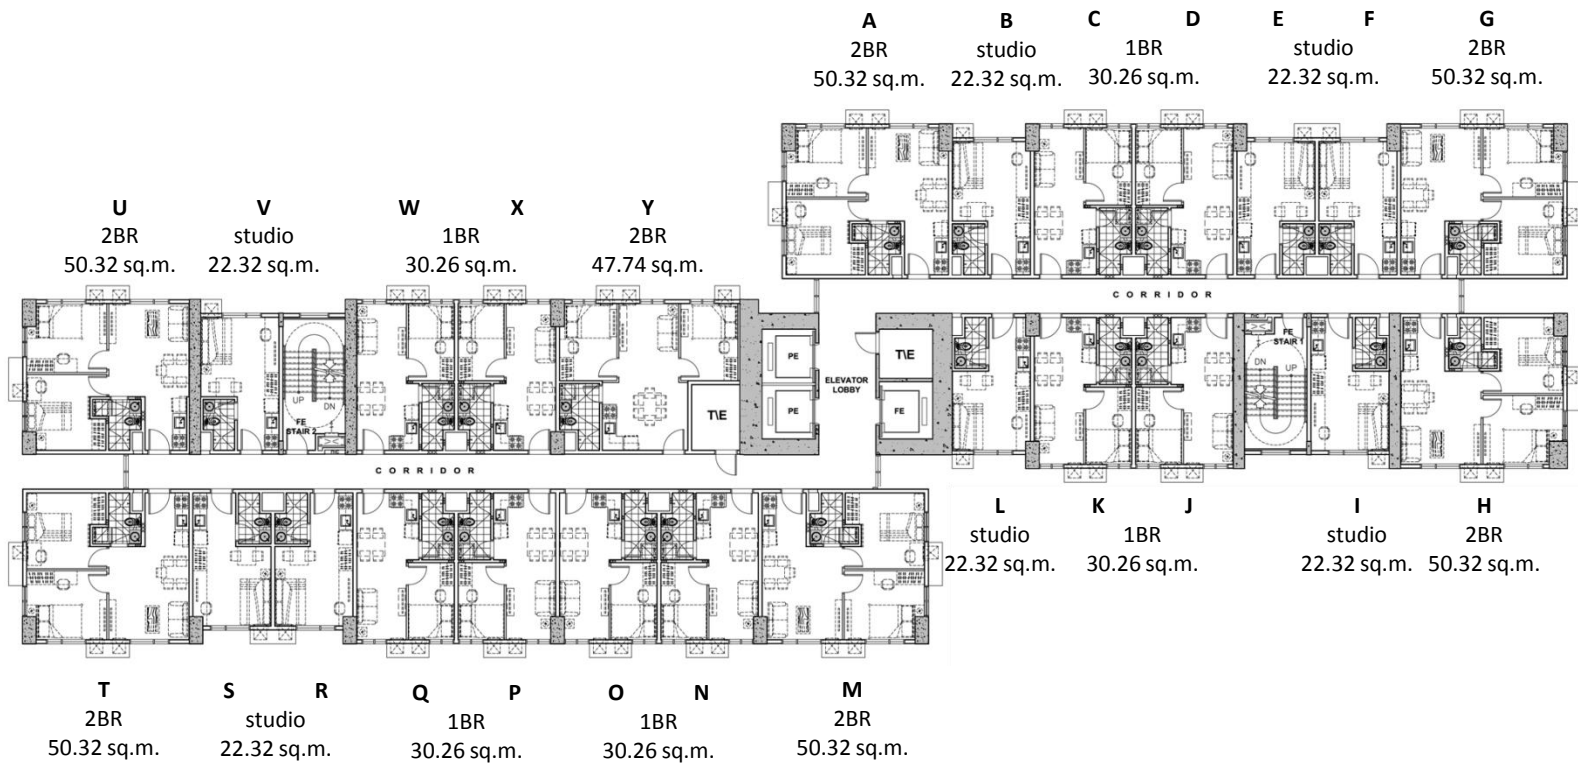 A B C D E F G
2BR studio 1BR studio 2BR
50.32 sq.m. 22.32 sq.m. 30.26 sq.m. 22.32 sq.m. 50.32 sq.m.
U V W X Y
2BR studio 1BR 2BR
50.32 sq.m. 22.32 sq.m. 30.26 sq.m. 47.74 sq.m.
CORRIDOR
FE
STAIR 1
DN
UP
PE
PE
ELEVATOR
LOBBY
T\E
FE
T\E
UP
DN
FE
STAIR 2
CORRIDOR
L K J I H
studio 1BR studio 2BR
22.32 sq.m. 30.26 sq.m. 22.32 sq.m. 50.32 sq.m.
T S R Q P O N M
2BR studio 1BR 1BR 2BR
50.32 sq.m. 22.32 sq.m. 30.26 sq.m. 30.26 sq.m. 50.32 sq.m.